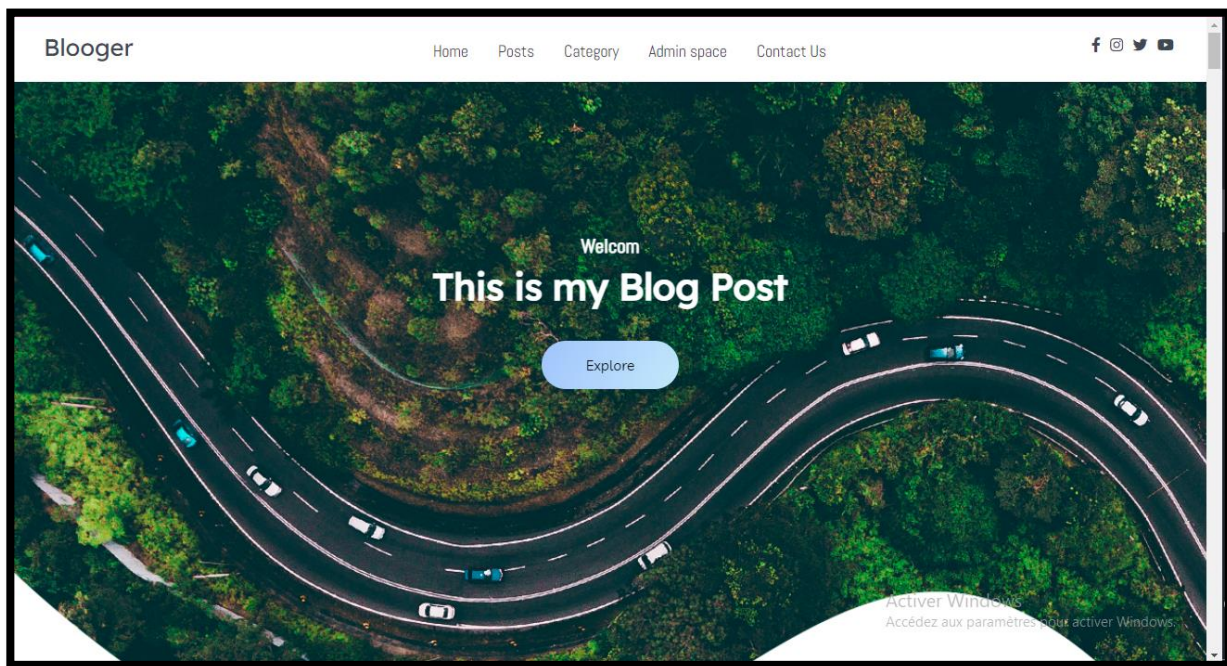 Blooger
Home Posts Category Admin space Contact Us
Welcom
This is my Blog Post
Explore
Activer Windows
Accédez aux paramètres pour activer Windows.